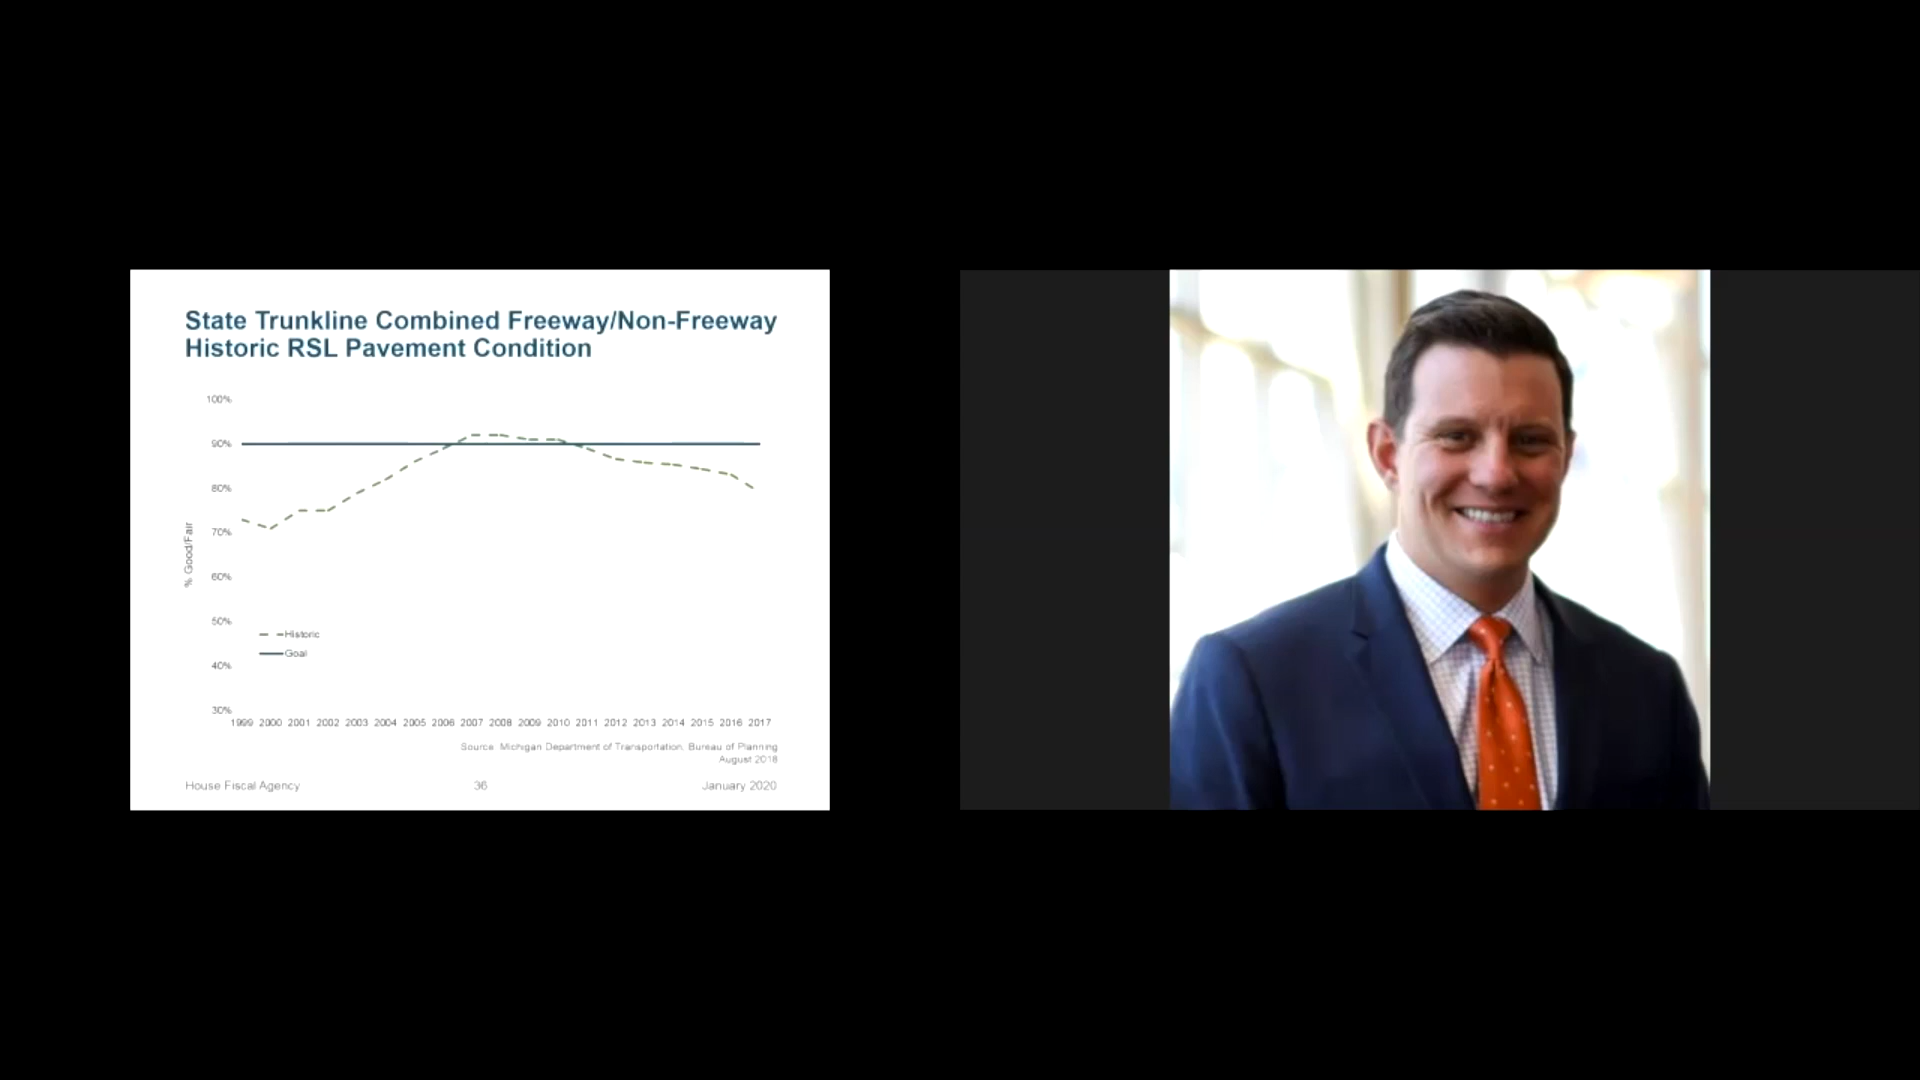 State Trunkline Combined Freeway/Non-Freeway
Historic RSL Pavement Condition
100%
90%
80%
70%
60%
50%
40%
30%
% Good/Fair
Historic
Goal
1999 2000 2001 2002 2003 2004 2005 2006 2007 2008 2009 2010 2011 2012 2013 2014 2015 2016 2017
Source Michigan Department of Transportation, Bureau of Planning
August 2018
House Fiscal Agency 36 January 2020